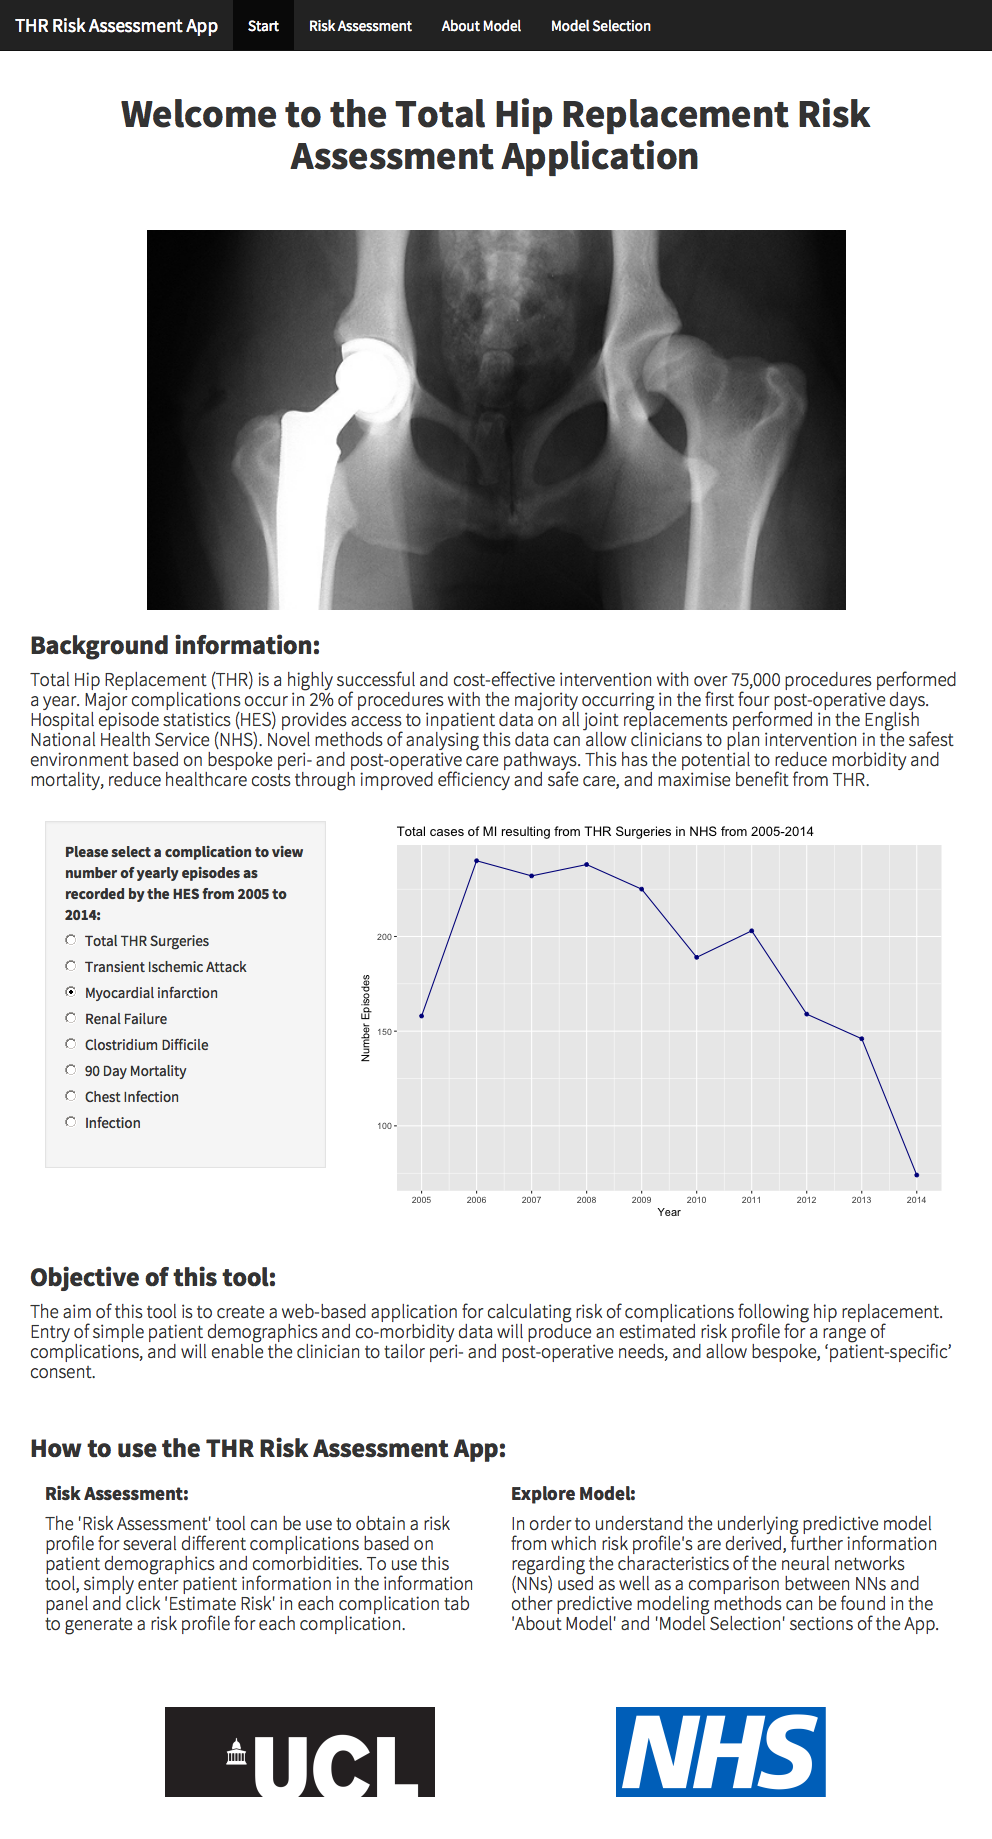 THR Risk Assessment App Start Risk Assessment About Model Model Selection
Welcome to the Total Hip Replacement Risk
Assessment Application
Background information:
Total Hip Replacement (THR) is a highly successful and cost-effective intervention with over 75,000 procedures performed
a year. Major complications occur in 2% of procedures with the majority occurring in the first four post-operative days.
Hospital episode statistics (HES) provides access to inpatient data on all joint replacements performed in the English
National Health Service (NHS). Novel methods of analysing this data can allow clinicians to plan intervention in the safest
environment based on bespoke peri- and post-operative care pathways. This has the potential to reduce morbidity and
mortality, reduce healthcare costs through improved efficiency and safe care, and maximise benefit from THR.
Please select a complication to view
number of yearly episodes as
recorded by the HES from 2005 to
2014:
Total THR Surgeries
Transient Ischemic Attack
Myocardial infarction
Renal Failure
Clostridium Difficile
90 Day Mortality
Chest Infection
Infection
Total cases of MI resulting from THR Surgeries in NHS from 2005-2014
Number Episodes
200
150
100
2005 2006 2007 2008 2009 2010 2011 2012 2013 2014
Year
Objective of this tool:
The aim of this tool is to create a web-based application for calculating risk of complications following hip replacement.
Entry of simple patient demographics and co-morbidity data will produce an estimated risk profile for a range of
complications, and will enable the clinician to tailor peri- and post-operative needs, and allow bespoke, ‘patient-specific’
consent.
How to use the THR Risk Assessment App:
Risk Assessment:
The 'Risk Assessment' tool can be use to obtain a risk
profile for several different complications based on
patient demographics and comorbidities. To use this
tool, simply enter patient information in the information
panel and click 'Estimate Risk' in each complication tab
to generate a risk profile for each complication.
Explore Model:
In order to understand the underlying predictive model
from which risk profile's are derived, further information
regarding the characteristics of the neural networks
(NNs) used as well as a comparison between NNs and
other predictive modeling methods can be found in the
'About Model' and 'Model Selection' sections of the App.
UCL
NHS